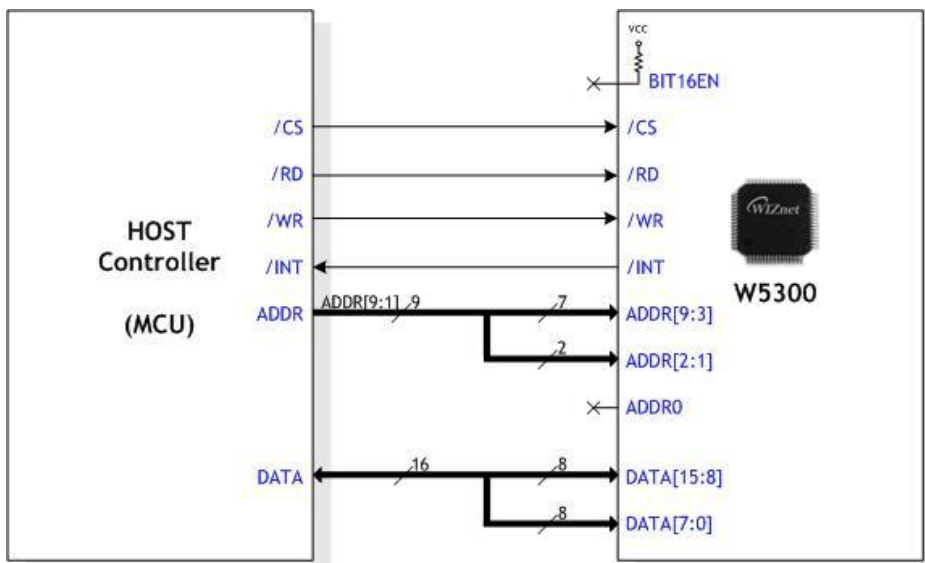 vcc
BIT16EN
/CS
/CS
/RD
/RD
/WR
/WR
/INT
/INT
WIZnet
HOST
Controller
(MCU)
W5300
ADDR
ADDR[9:1]
9
7
ADDR[9:3]
2
ADDR[2:1]
ADDR0
DATA
16
8
DATA[15:8]
8
DATA[7:0]